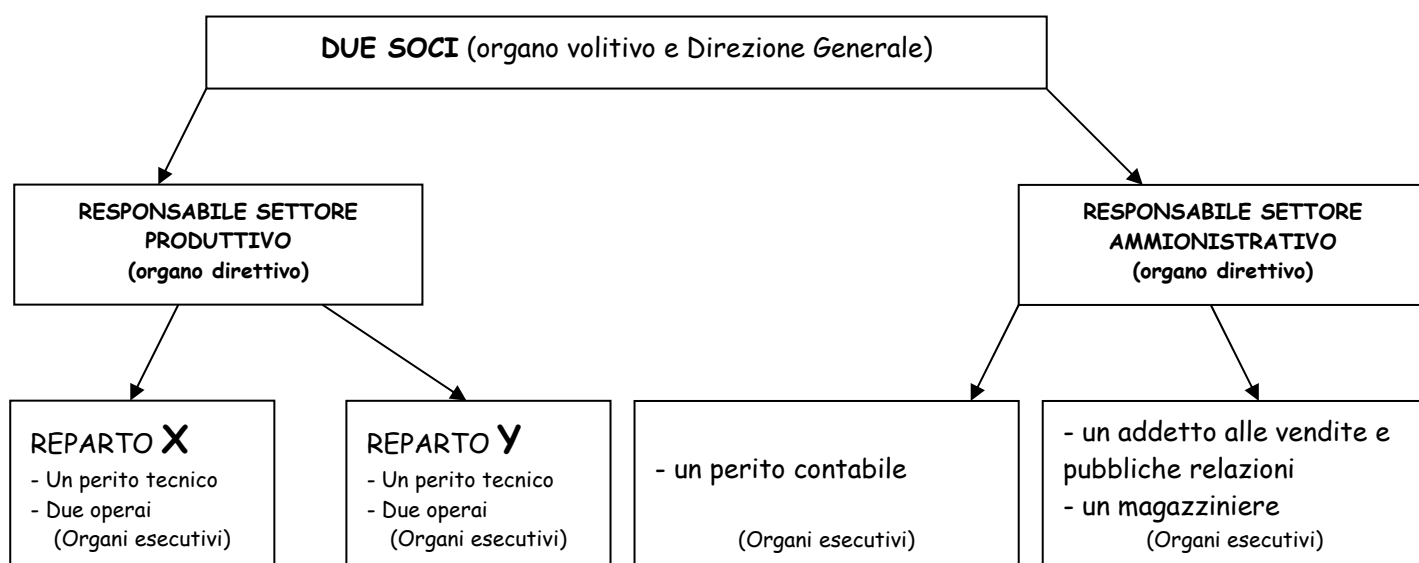 DUE SOCI (organo volitivo e Direzione Generale)
RESPONSABILE SETTORE
PRODUTTIVO
(organo direttivo)
RESPONSABILE SETTORE
AMMIONISTRATIVO
(organo direttivo)
REPARTO X
- Un perito tecnico
- Due operai
(Organi esecutivi)
REPARTO Y
- Un perito tecnico
- Due operai
(Organi esecutivi)
- un perito contabile
(Organi esecutivi)
- un addetto alle vendite e
pubbliche relazioni
- un magazziniere
(Organi esecutivi)